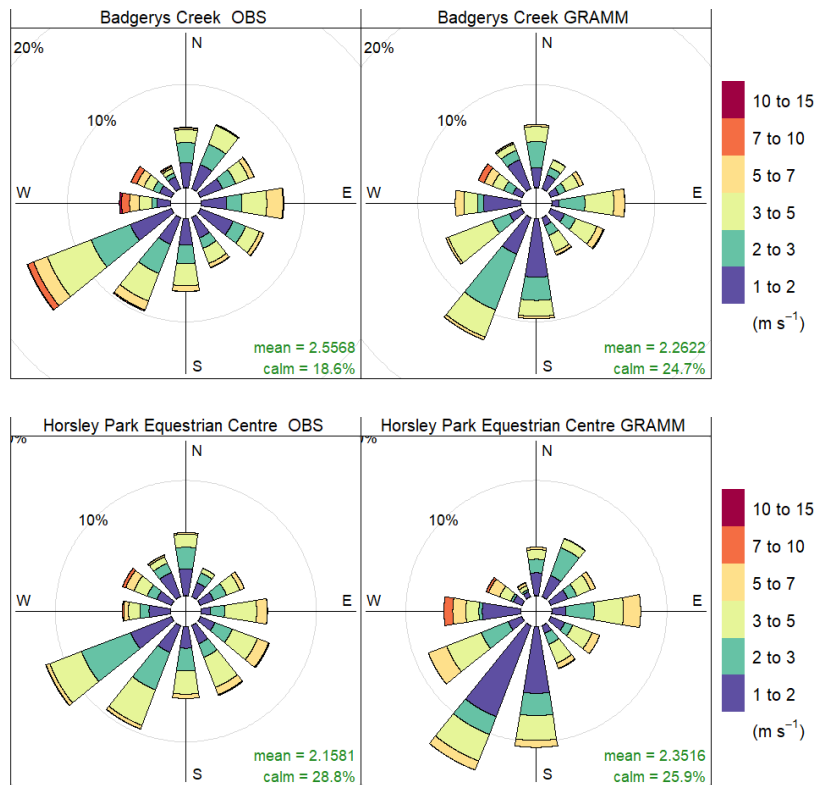 Badgerys Creek OBS
Badgerys Creek GRAMM
20%
10%
N
W
E
S
mean = 2.5568
calm = 18.6%
20%
10%
N
W
E
S
mean = 2.2622
calm = 24.7%
10 to 15
7 to 10
5 to 7
3 to 5
2 to 3
1 to 2
(m s⁻¹)
Horsley Park Equestrian Centre OBS
Horsley Park Equestrian Centre GRAMM
10%
N
W
E
S
mean = 2.1581
calm = 28.8%
10%
N
W
E
S
mean = 2.3516
calm = 25.9%
10 to 15
7 to 10
5 to 7
3 to 5
2 to 3
1 to 2
(m s⁻¹)